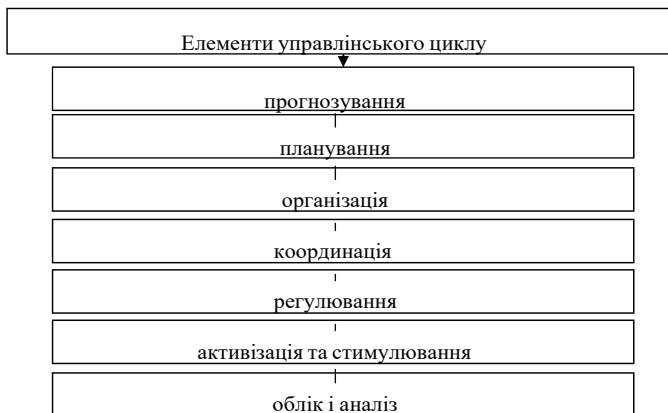 Елементи управлінського циклу
прогнозування
планування
організація
координація
регулювання
активізація та стимулювання
облік і аналіз